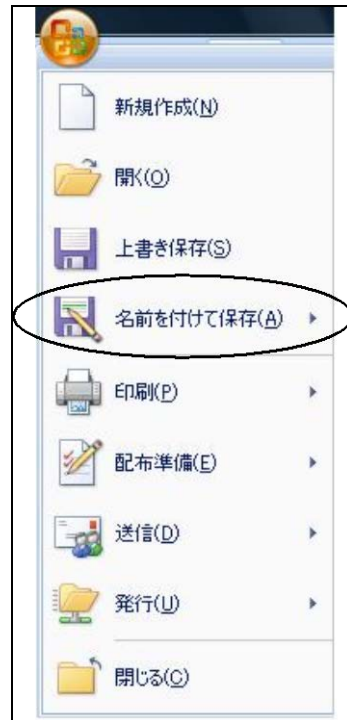 新規作成(N)
開く(O)
上書き保存(S)
名前を付けて保存(A)
印刷(P)
配布準備(E)
送信(D)
発行(U)
閉じる(C)